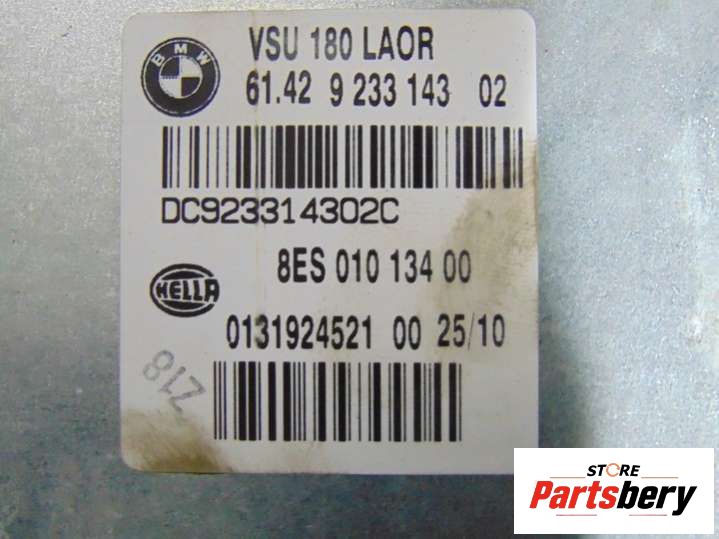 BMW
VSU 180 LAOR
61.42 9 233 143 02
DC923314302C
8ES 010 134 00
HELLA
0131924521 00 25/10
Z18
STORE
Partsbery